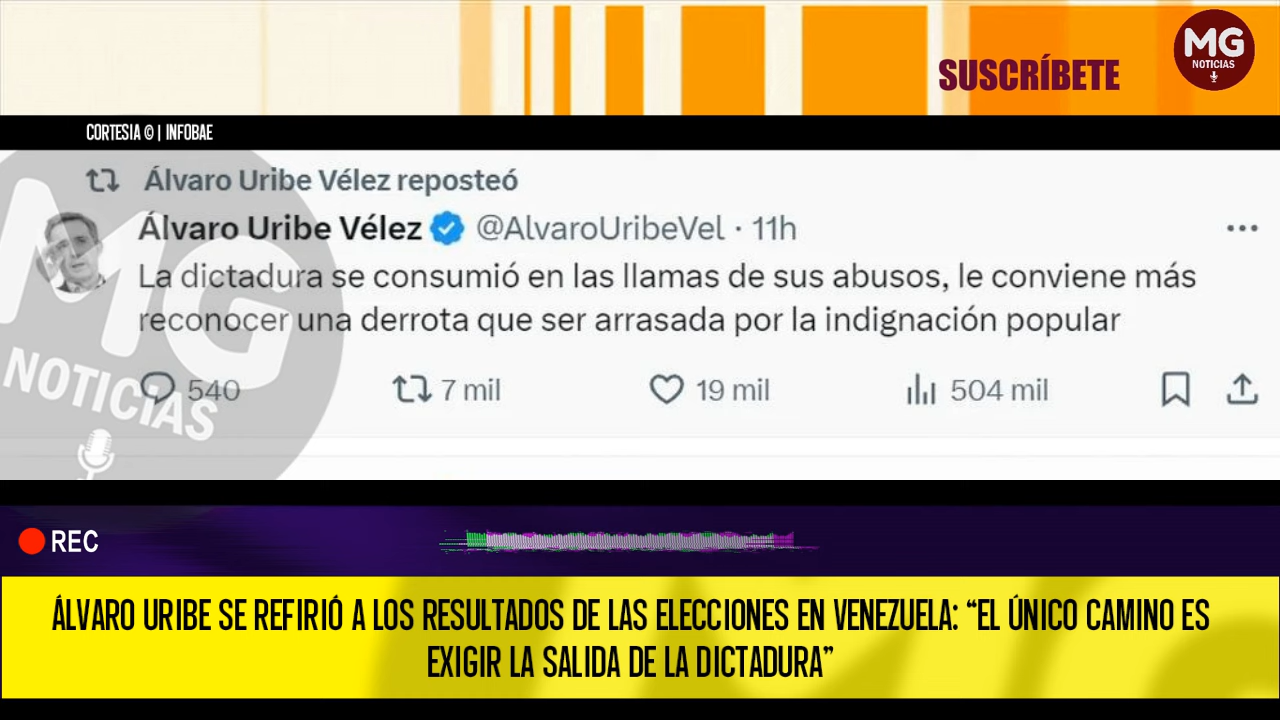 SUSCRÍBETE
MG
NOTICIAS
CORTESIA © | INFOBAE
Álvaro Uribe Vélez reposteó
Álvaro Uribe Vélez @AlvaroUribeVel · 11h
La dictadura se consumió en las llamas de sus abusos, le conviene más
reconocer una derrota que ser arrasada por la indignación popular
540 7 mil 19 mil 504 mil
MG
NOTICIAS
REC
ÁLVARO URIBE SE REFIRIÓ A LOS RESULTADOS DE LAS ELECCIONES EN VENEZUELA: “EL ÚNICO CAMINO ES
EXIGIR LA SALIDA DE LA DICTADURA”